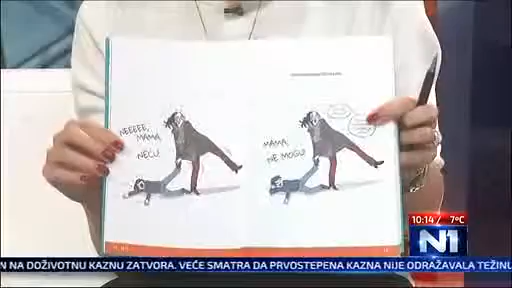 NEEEEE,
MAMA,
NEĆU!
MAMA,
NE MOGU!
10:14 7°C
N1
N NA DOŽIVOTNU KAZNU ZATVORA. VEĆE SMATRA DA PRVOSTEPENA KAZNA NIJE ODRAŽAVALA TEŽINU